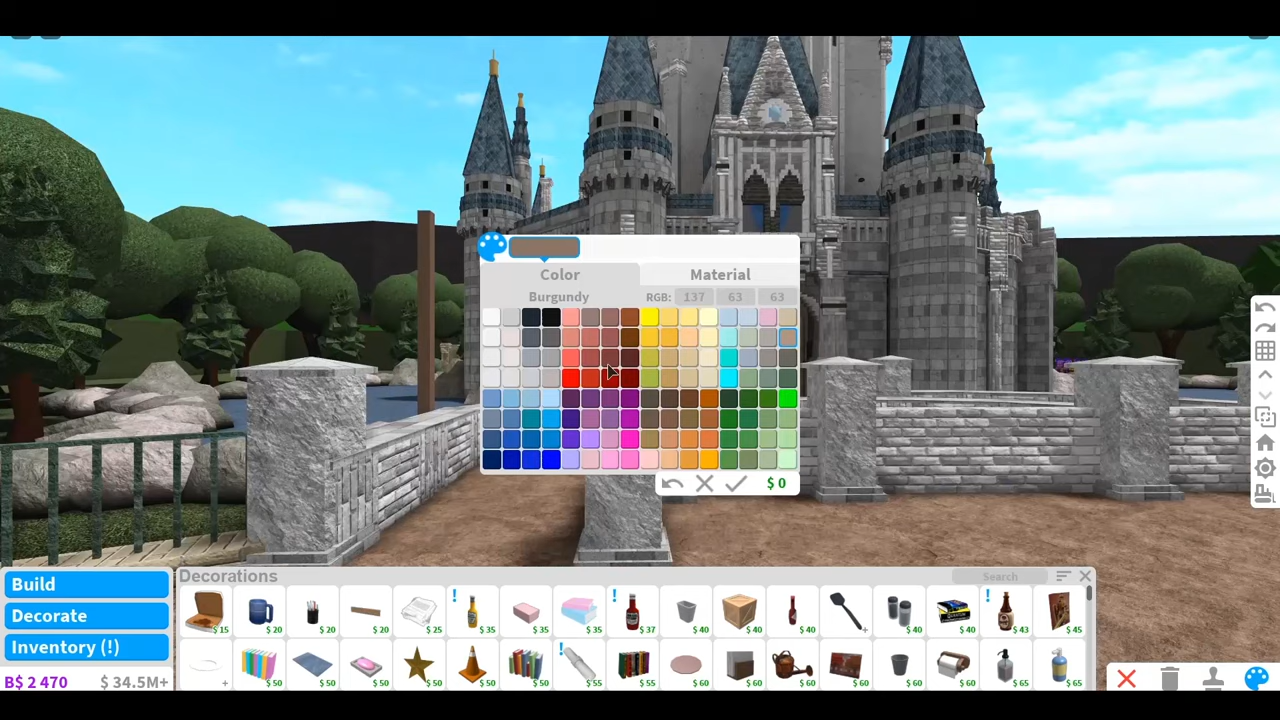 Color
Material
Burgundy
RGB: 137 63 63
$ 0
Decorations
Search
Build
Decorate
Inventory (!)
B$ 2 470
$ 34.5M+
$ 15
$ 20
$ 20
$ 20
$ 25
! $ 35
$ 35
$ 35
! $ 37
$ 40
$ 40
$ 40
+
$ 40
$ 40
! $ 43
$ 45
+
$ 50
$ 50
$ 50
$ 50
$ 50
$ 50
! $ 55
$ 55
$ 60
$ 60
$ 60
$ 60
$ 60
$ 60
$ 65
$ 65